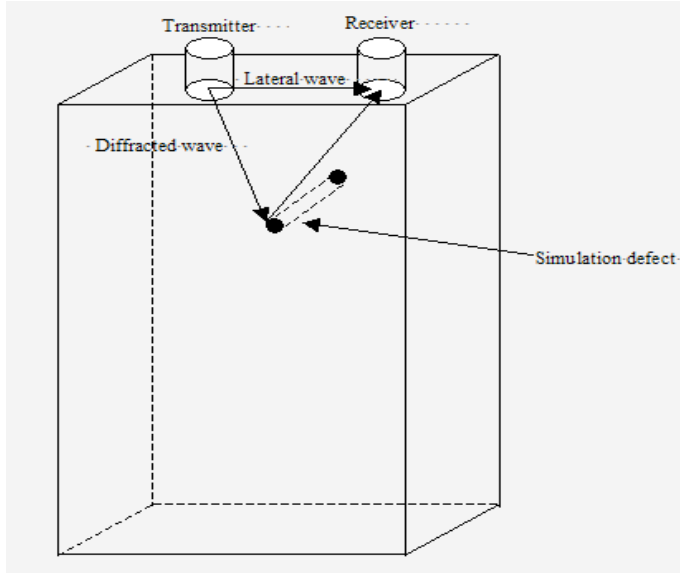 Transmitter
Receiver
Lateral wave
Diffracted wave
Simulation defect